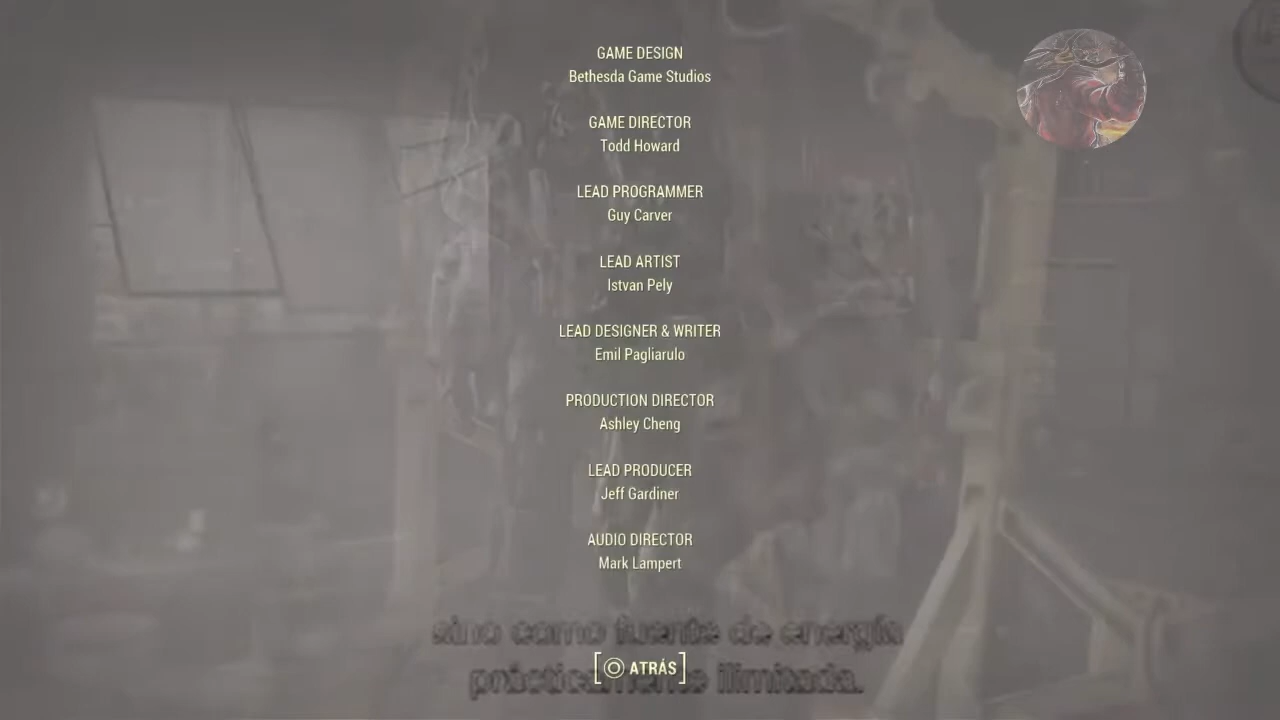 GAME DESIGN
Bethesda Game Studios
GAME DIRECTOR
Todd Howard
LEAD PROGRAMMER
Guy Carver
LEAD ARTIST
Istvan Pely
LEAD DESIGNER & WRITER
Emil Pagliarulo
PRODUCTION DIRECTOR
Ashley Cheng
LEAD PRODUCER
Jeff Gardiner
AUDIO DIRECTOR
Mark Lampert
sino como fuente de energía
prácticamente ilimitada.
[ ATRÁS]